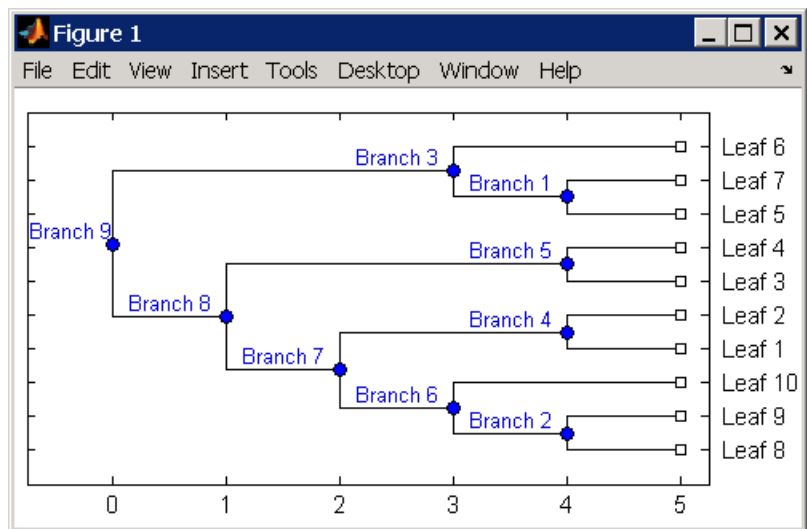 Figure 1
File Edit View Insert Tools Desktop Window Help
Leaf 6
Branch 3
Leaf 7
Branch 1
Leaf 5
Branch 9
Leaf 4
Branch 5
Leaf 3
Branch 8
Leaf 2
Branch 4
Leaf 1
Branch 7
Leaf 10
Branch 6
Leaf 9
Branch 2
Leaf 8
0 1 2 3 4 5